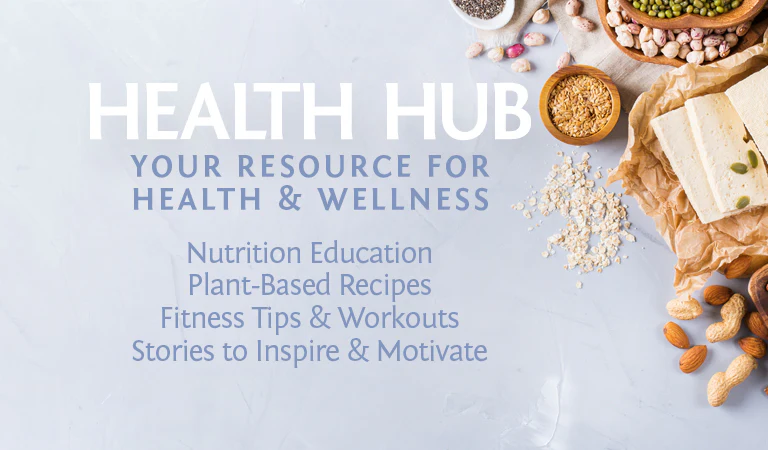 HEALTH HUB
YOUR RESOURCE FOR
HEALTH & WELLNESS
Nutrition Education
Plant-Based Recipes
Fitness Tips & Workouts
Stories to Inspire & Motivate